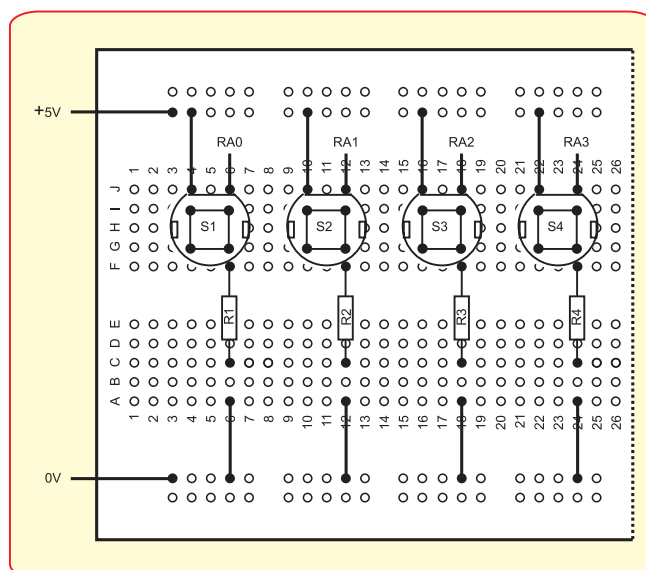 +5V
RA0 RA1 RA2 RA3
1 2 3 4 5 6 7 8 9 10 11 12 13 14 15 16 17 18 19 20 21 22 23 24 25 26
J
I
H S1 S2 S3 S4
G
F
R1 R2 R3 R4
E
D
C
B
A
1 2 3 4 5 6 7 8 9 10 11 12 13 14 15 16 17 18 19 20 21 22 23 24 25 26
0V